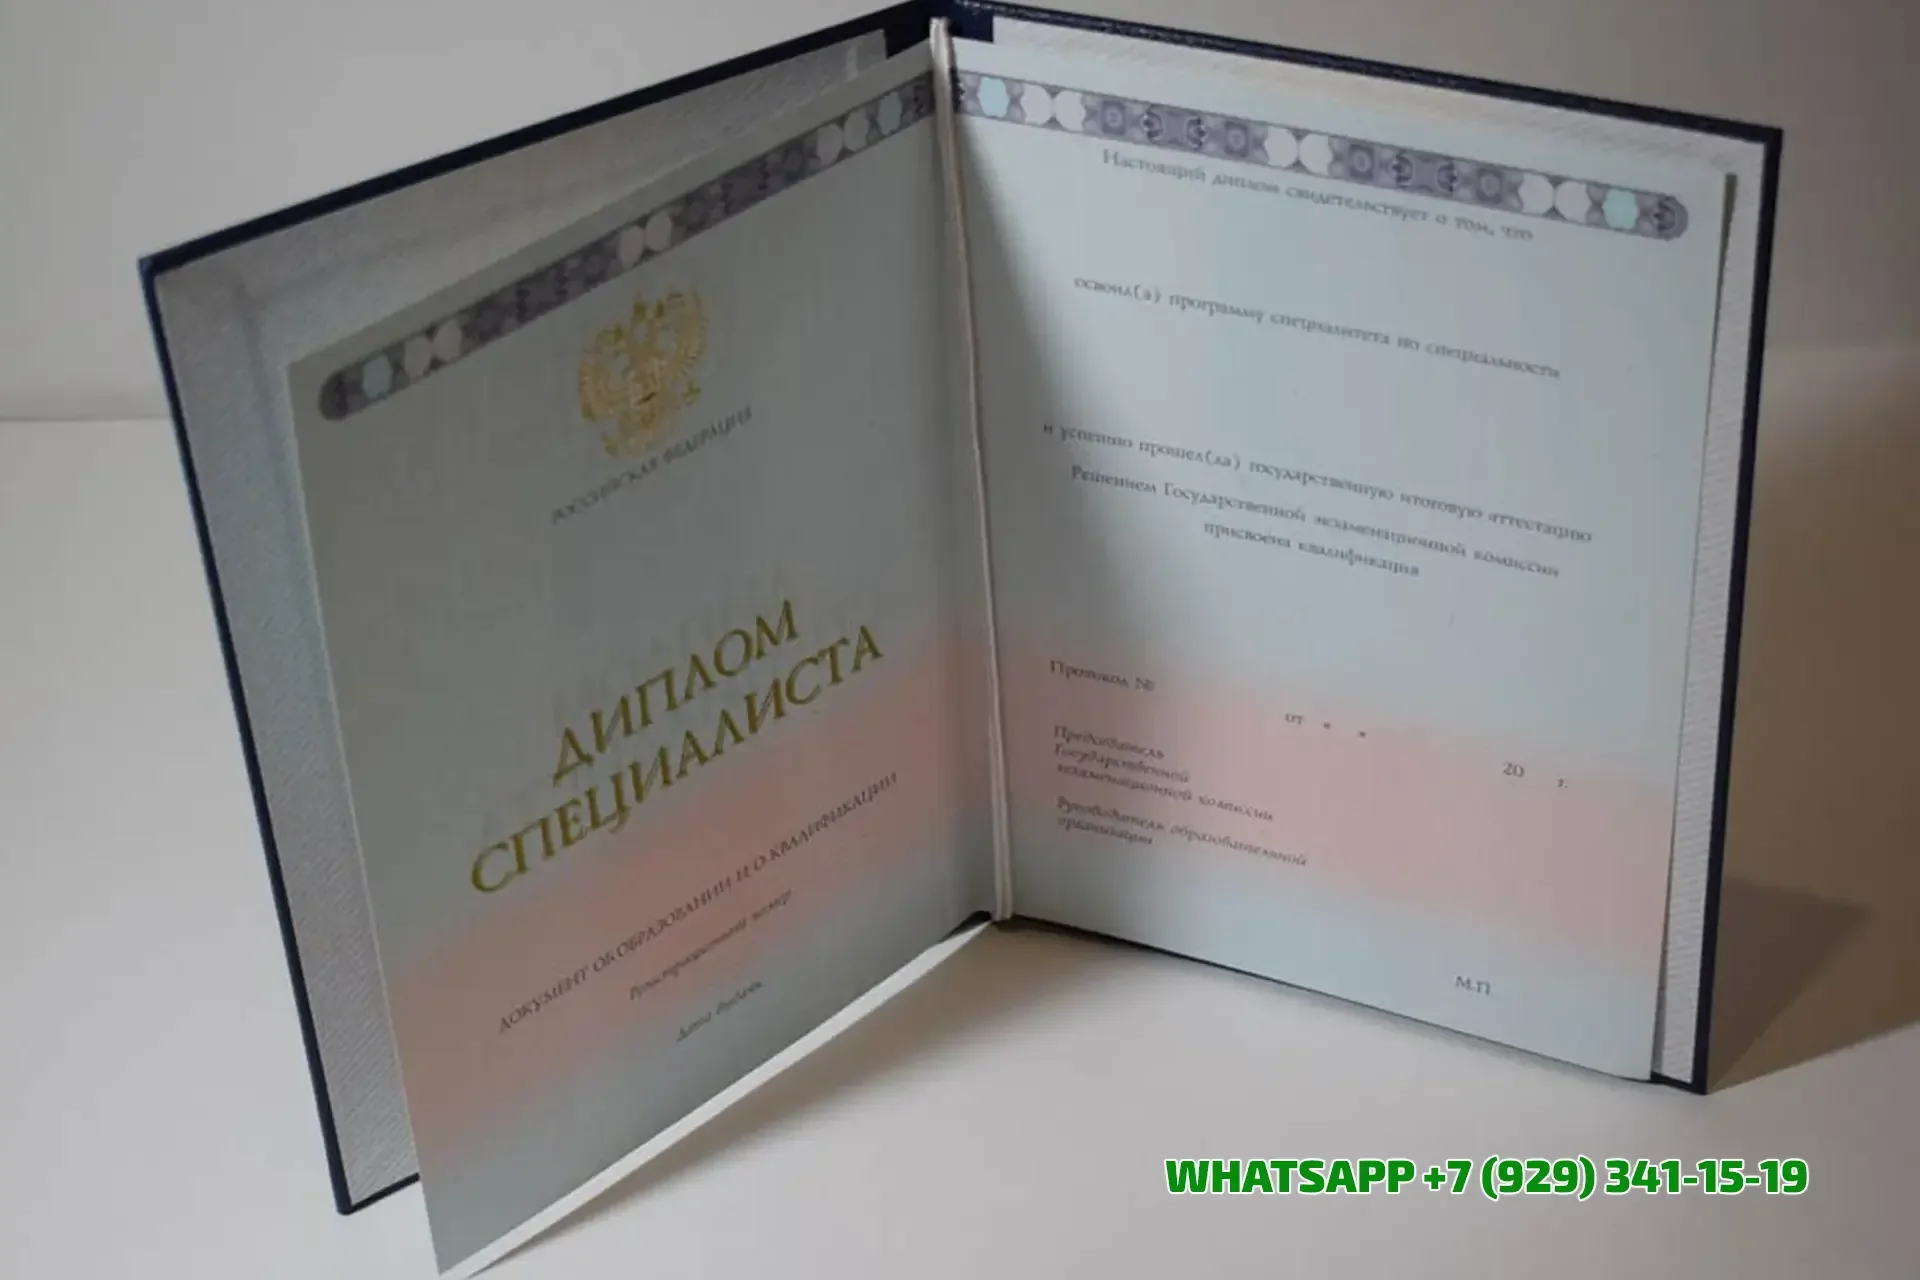 РОССИЙСКАЯ ФЕДЕРАЦИЯ
ДИПЛОМ
СПЕЦИАЛИСТА
ДОКУМЕНТ ОБ ОБРАЗОВАНИИ И О КВАЛИФИКАЦИИ
Регистрационный номер
Дата выдачи
Настоящий диплом свидетельствует о том, что
освоил(а) программу специалитета по специальности
и успешно прошел(ла) государственную итоговую аттестацию
Решением Государственной экзаменационной комиссии
присвоена квалификация
Протокол №
от « »
20 г.
Председатель
Государственной
экзаменационной комиссии
Руководитель образовательной
организации
М.П.
WHATSAPP +7 (929) 341-15-19